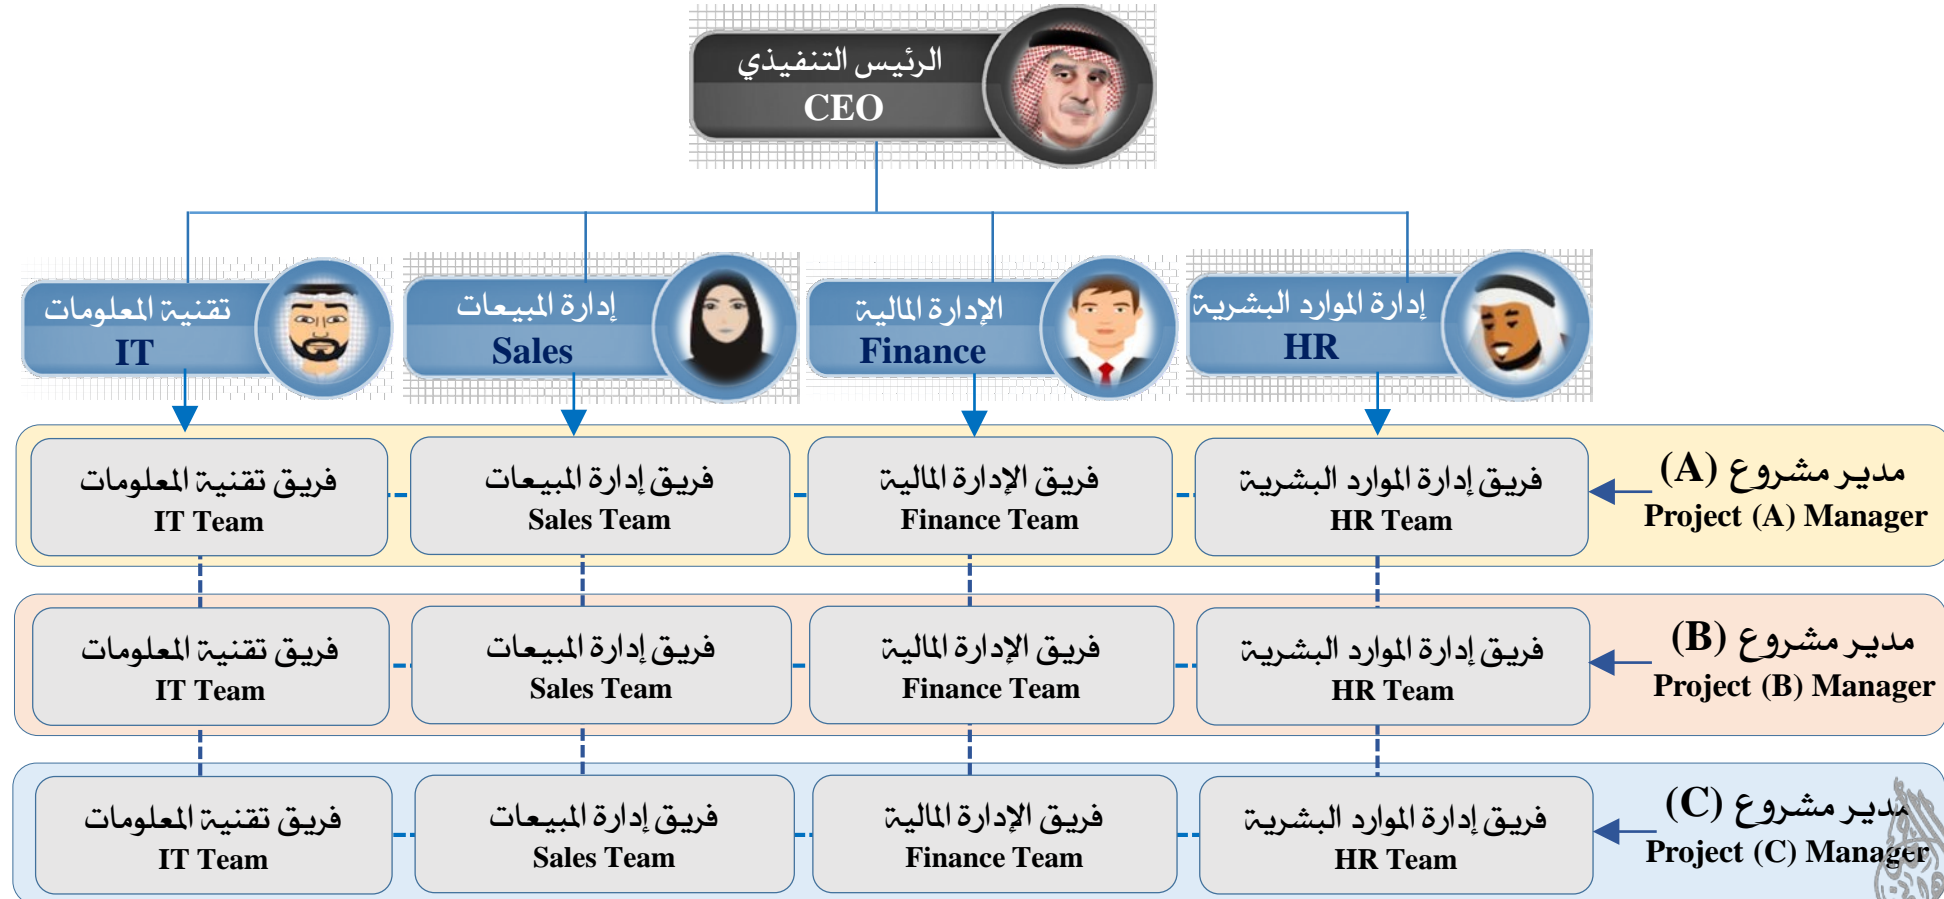 الرئيس التنفيذي
CEO
إدارة الموارد البشرية
HR
الإدارة المالية
Finance
إدارة المبيعات
Sales
تقنية المعلومات
IT
مدير مشروع (A)
Project (A) Manager
فريق إدارة الموارد البشرية
HR Team
فريق الإدارة المالية
Finance Team
فريق إدارة المبيعات
Sales Team
فريق تقنية المعلومات
IT Team
مدير مشروع (B)
Project (B) Manager
فريق إدارة الموارد البشرية
HR Team
فريق الإدارة المالية
Finance Team
فريق إدارة المبيعات
Sales Team
فريق تقنية المعلومات
IT Team
مدير مشروع (C)
Project (C) Manager
فريق إدارة الموارد البشرية
HR Team
فريق الإدارة المالية
Finance Team
فريق إدارة المبيعات
Sales Team
فريق تقنية المعلومات
IT Team